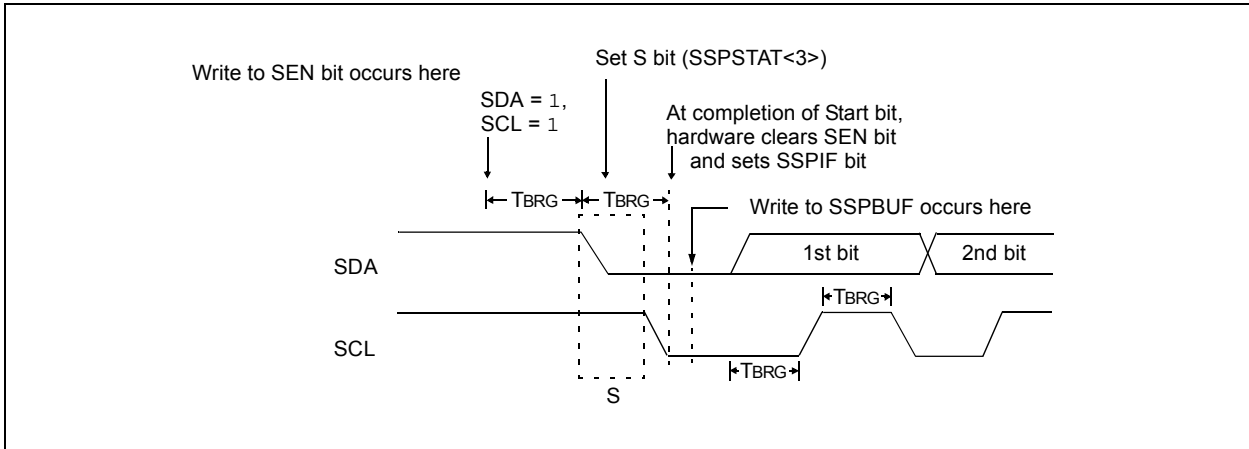 Set S bit (SSPSTAT<3>)
Write to SEN bit occurs here
SDA = 1,
SCL = 1
At completion of Start bit,
hardware clears SEN bit
and sets SSPIF bit
TBRG TBRG
Write to SSPBUF occurs here
SDA 1st bit 2nd bit
TBRG
SCL
TBRG
S